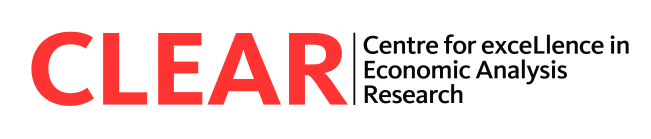 CLEAR
Centre for exceLlence in
Economic Analysis
Research